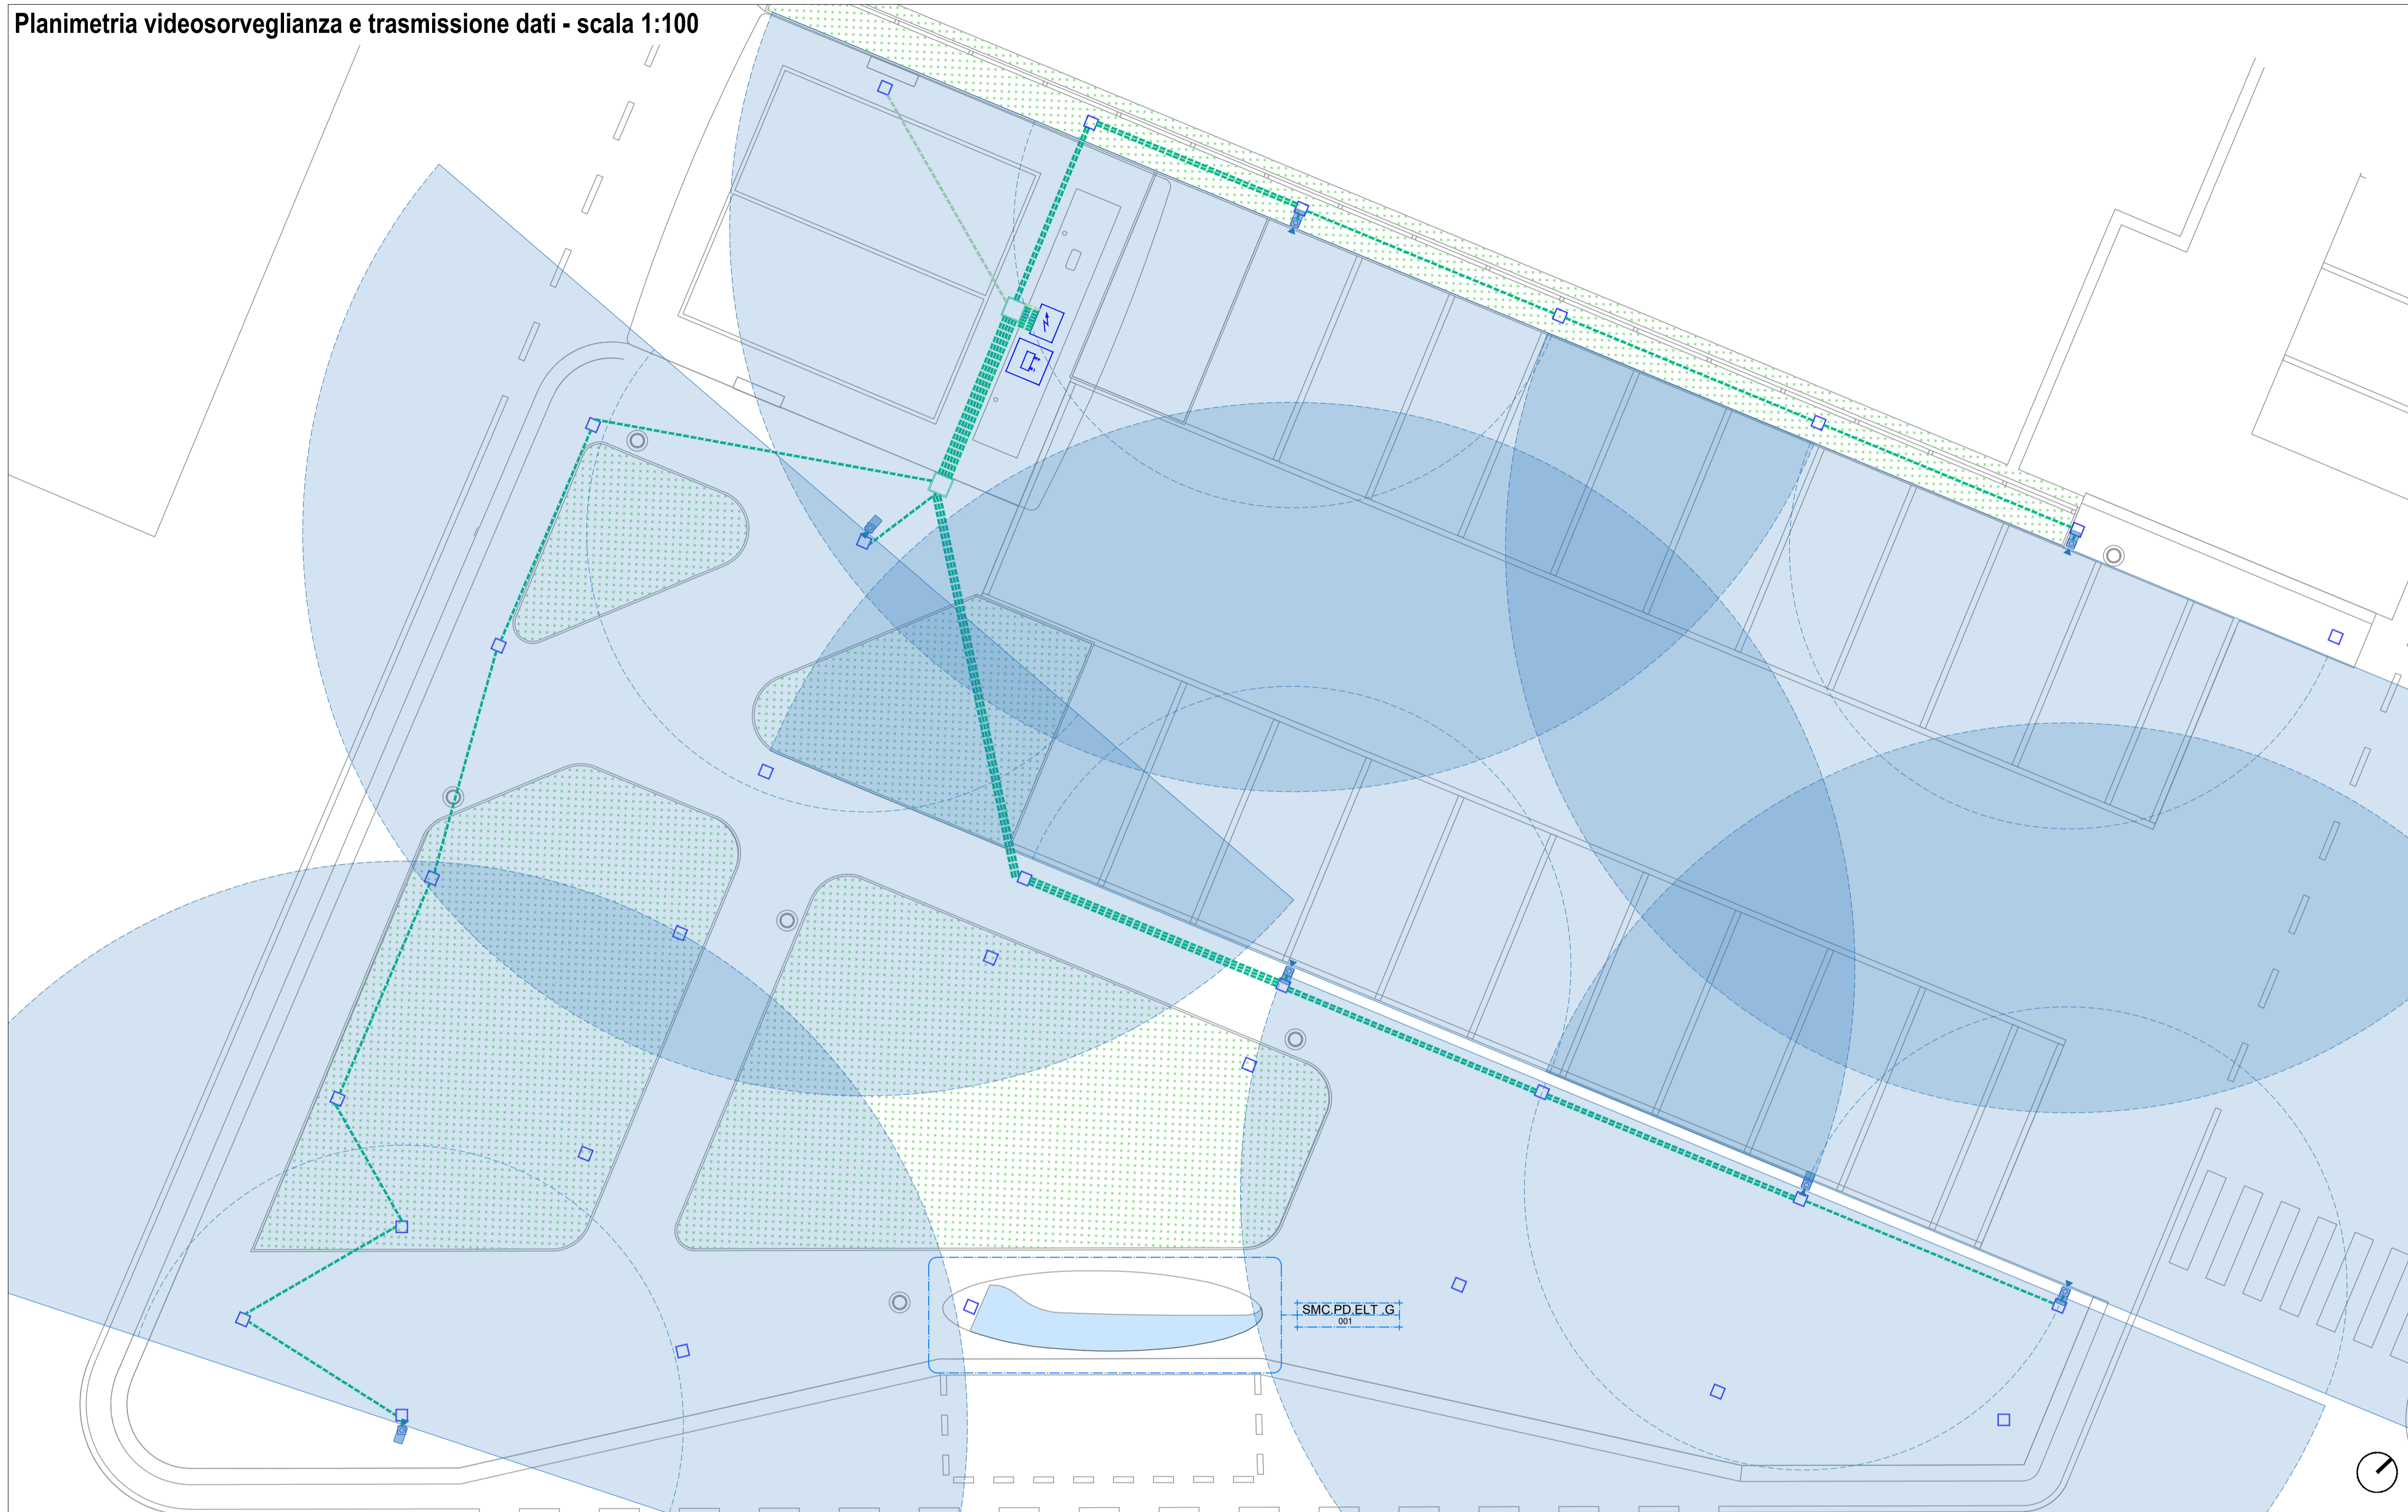 Planimetria videosorveglianza e trasmissione dati - scala 1:100
SMC.PD.ELT .G
001